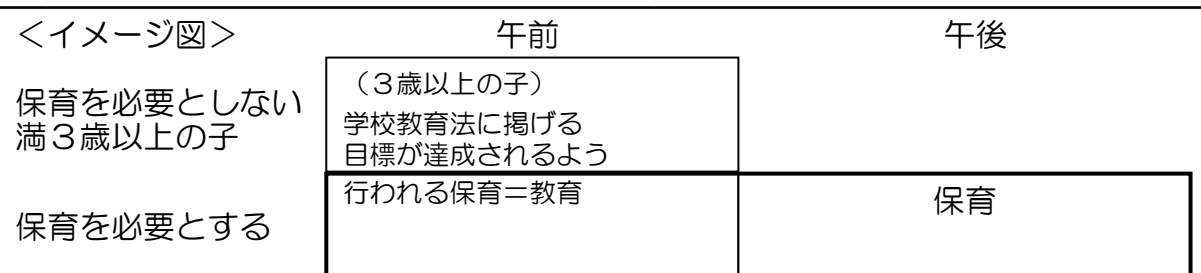 ＜イメージ図＞ 午前 午後
保育を必要としない
満３歳以上の子
（３歳以上の子）
学校教育法に掲げる
目標が達成されるよう
行われる保育＝教育
保育を必要とする
保育